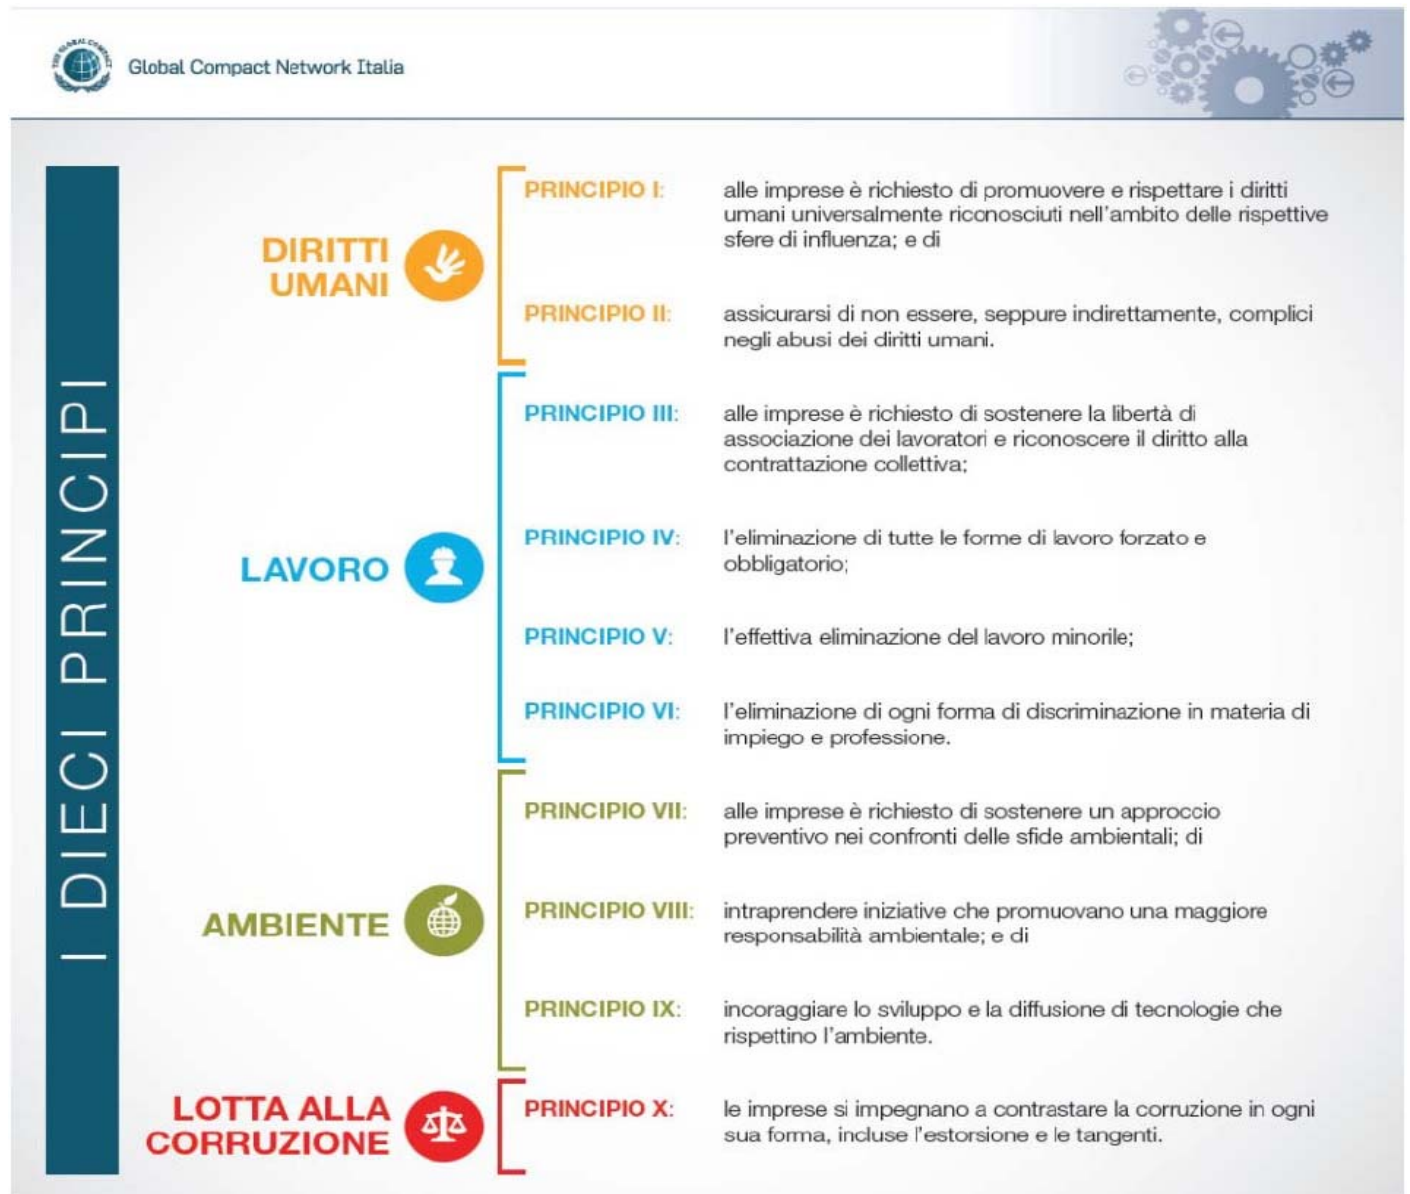 THE GLOBAL COMPACT
Global Compact Network Italia
I DIECI PRINCIPI
DIRITTI
UMANI
PRINCIPIO I:
alle imprese è richiesto di promuovere e rispettare i diritti
umani universalmente riconosciuti nell'ambito delle rispettive
sfere di influenza; e di
PRINCIPIO II:
assicurarsi di non essere, seppure indirettamente, complici
negli abusi dei diritti umani.
LAVORO
PRINCIPIO III:
alle imprese è richiesto di sostenere la libertà di
associazione dei lavoratori e riconoscere il diritto alla
contrattazione collettiva;
PRINCIPIO IV:
l'eliminazione di tutte le forme di lavoro forzato e
obbligatorio;
PRINCIPIO V:
l'effettiva eliminazione del lavoro minorile;
PRINCIPIO VI:
l'eliminazione di ogni forma di discriminazione in materia di
impiego e professione.
AMBIENTE
PRINCIPIO VII:
alle imprese è richiesto di sostenere un approccio
preventivo nei confronti delle sfide ambientali; di
PRINCIPIO VIII:
intraprendere iniziative che promuovano una maggiore
responsabilità ambientale; e di
PRINCIPIO IX:
incoraggiare lo sviluppo e la diffusione di tecnologie che
rispettino l'ambiente.
LOTTA ALLA
CORRUZIONE
PRINCIPIO X:
le imprese si impegnano a contrastare la corruzione in ogni
sua forma, incluse l'estorsione e le tangenti.